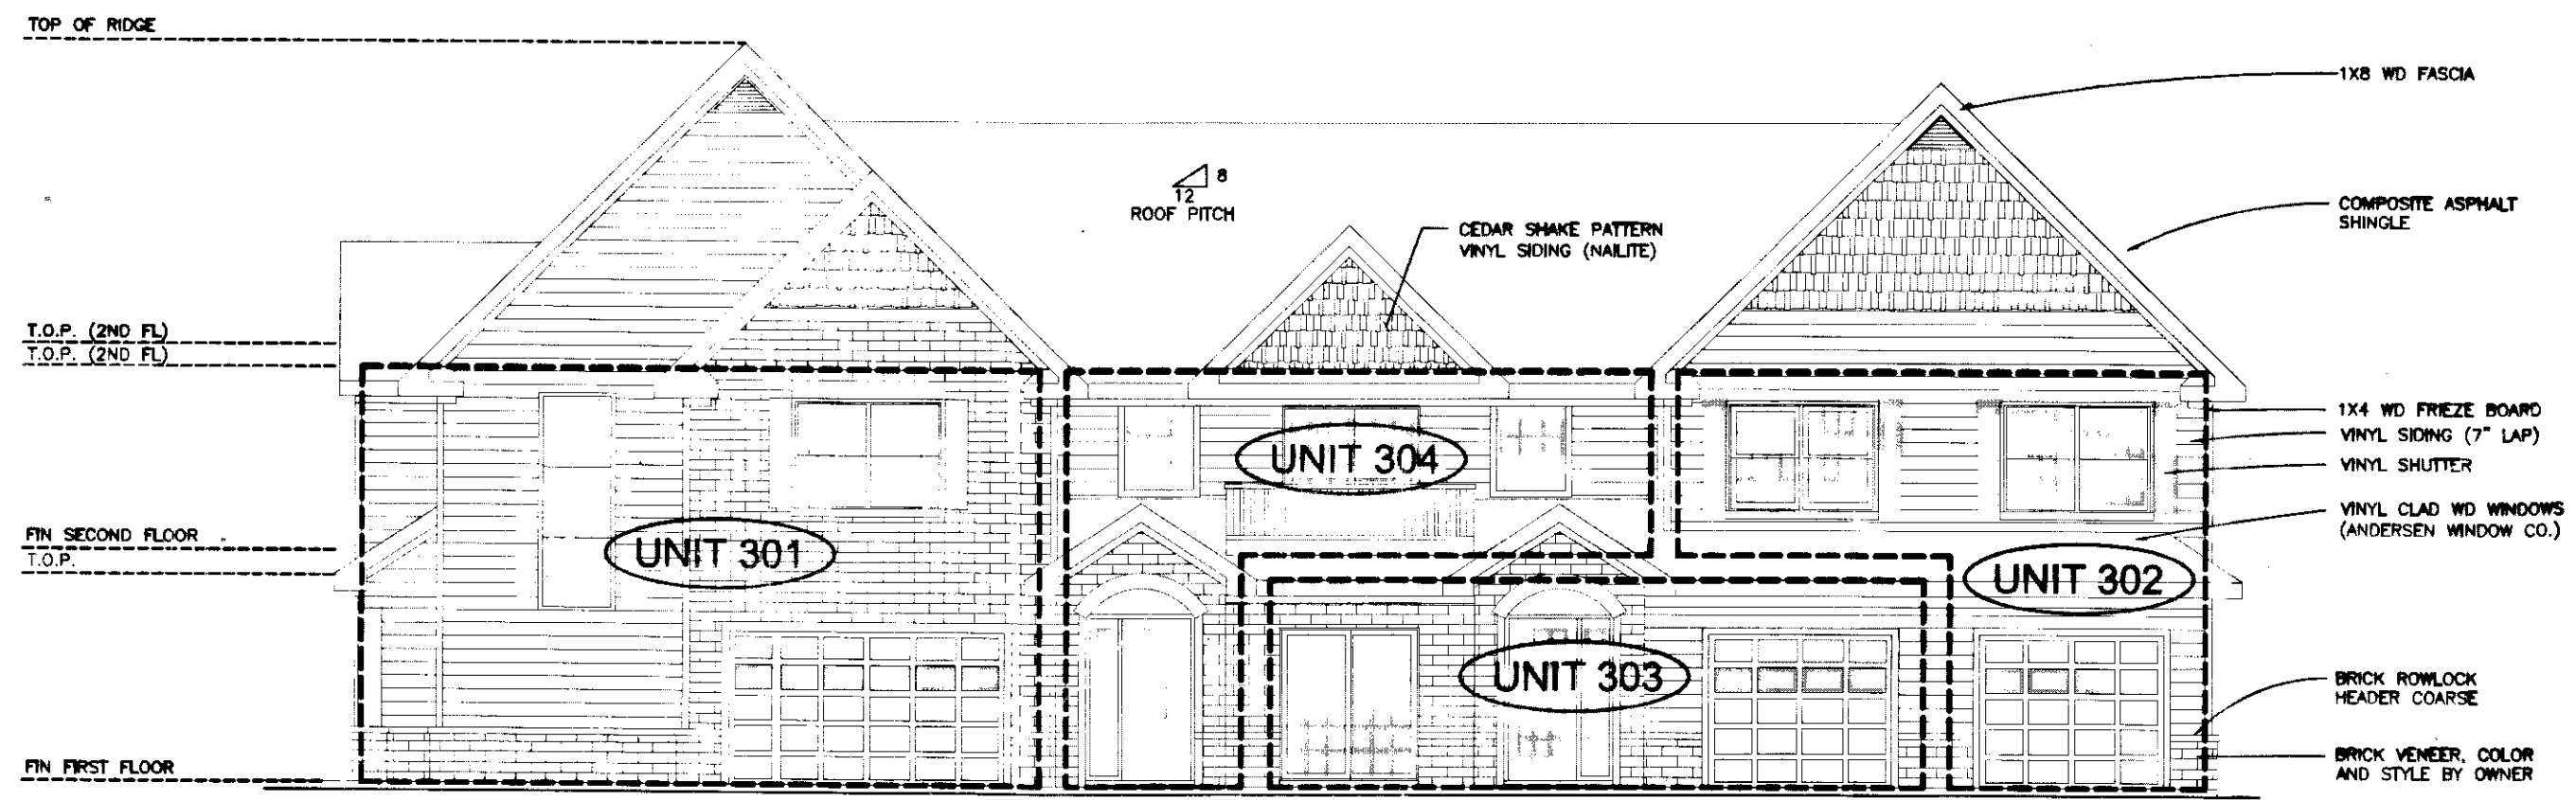 TOP OF RIDGE
1X8 WD FASCIA
8
12
ROOF PITCH
COMPOSITE ASPHALT
SHINGLE
CEDAR SHAKE PATTERN
VINYL SIDING (NAILITE)
T.O.P. (2ND FL)
T.O.P. (2ND FL)
1X4 WD FRIEZE BOARD
VINYL SIDING (7" LAP)
VINYL SHUTTER
VINYL CLAD WD WINDOWS
(ANDERSEN WINDOW CO.)
UNIT 304
FIN SECOND FLOOR
T.O.P.
UNIT 301
UNIT 302
UNIT 303
BRICK ROWLOCK
HEADER COARSE
FIN FIRST FLOOR
BRICK VENEER, COLOR
AND STYLE BY OWNER